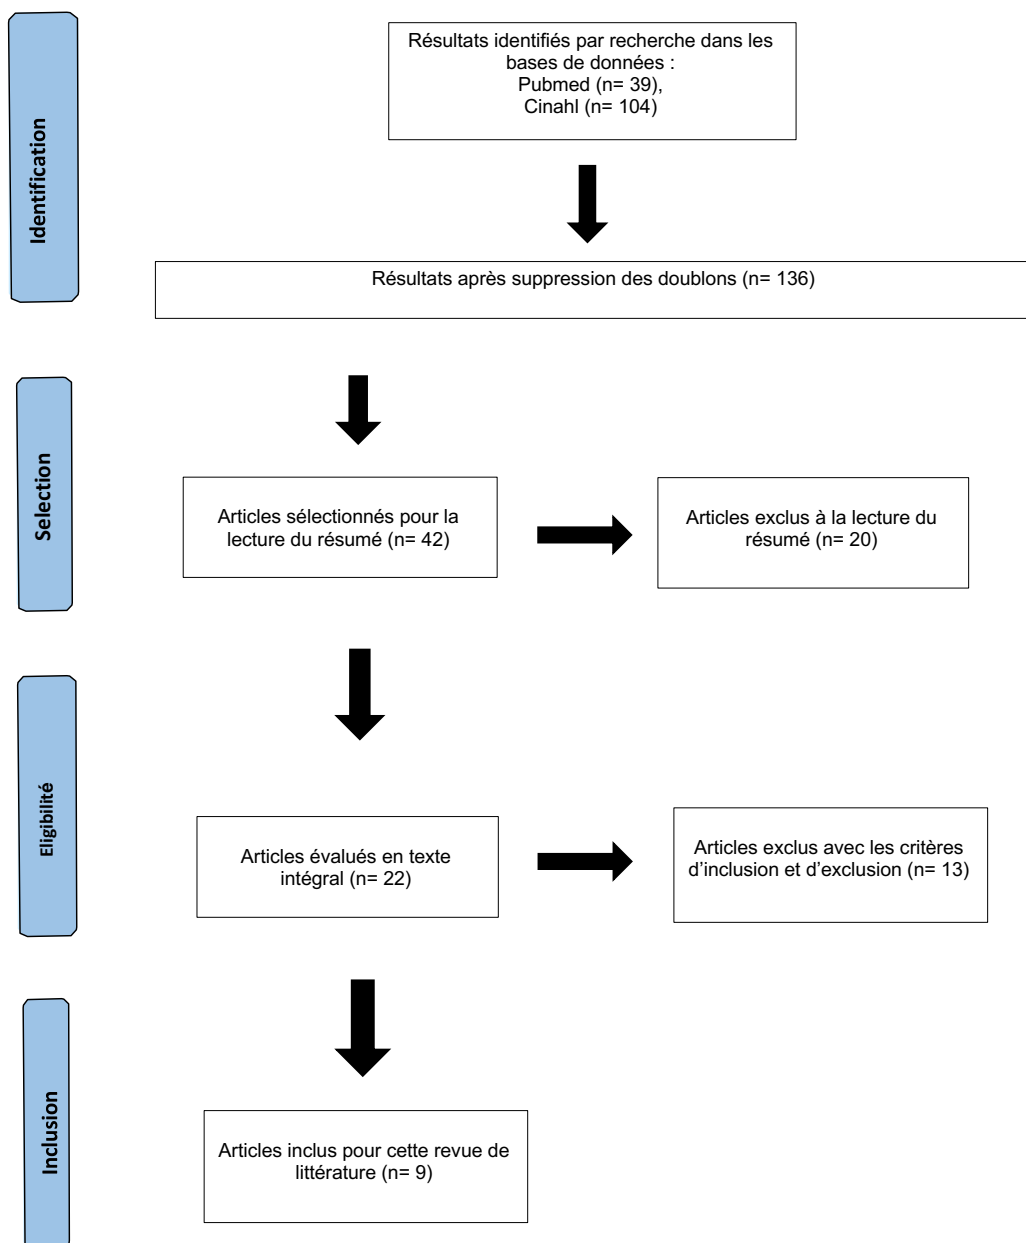 Identification
Résultats identifiés par recherche dans les
bases de données :
Pubmed (n= 39),
Cinahl (n= 104)
Résultats après suppression des doublons (n= 136)
Selection
Articles sélectionnés pour la
lecture du résumé (n= 42)
Articles exclus à la lecture du
résumé (n= 20)
Eligibilité
Articles évalués en texte
intégral (n= 22)
Articles exclus avec les critères
d’inclusion et d’exclusion (n= 13)
Inclusion
Articles inclus pour cette revue de
littérature (n= 9)